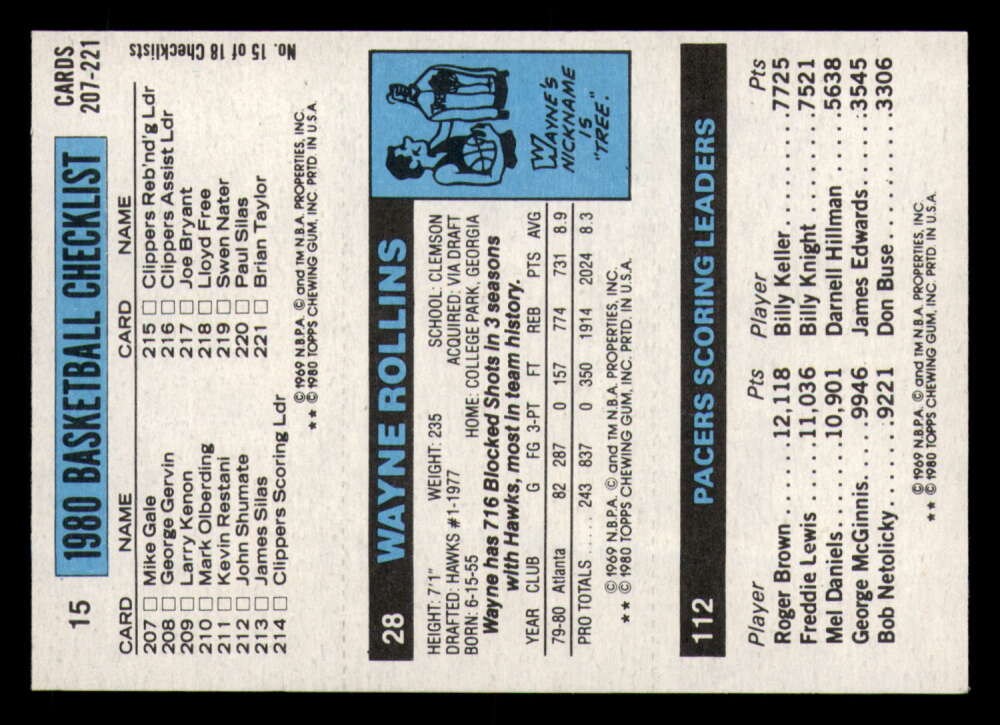 15 1980 BASKETBALL CHECKLIST CARDS 207-221
CARD NAME CARD NAME
207 Mike Gale 215 Clippers Reb'nd'g Ldr
208 George Gervin 216 Clippers Assist Ldr
209 Larry Kenon 217 Joe Bryant
210 Mark Olberding 218 Lloyd Free
211 Kevin Restani 219 Swen Nater
212 John Shumate 220 Paul Silas
213 James Silas 221 Brian Taylor
214 Clippers Scoring Ldr
© 1969 N.B.P.A. © and TM N.B.A. PROPERTIES, INC.
★★ © 1980 TOPPS CHEWING GUM, INC. PRTD. IN U.S.A.
No. 15 of 18 Checklists
28 WAYNE ROLLINS
HEIGHT: 7'1" WEIGHT: 235 SCHOOL: CLEMSON
DRAFTED: HAWKS #1-1977 ACQUIRED: VIA DRAFT
BORN: 6-15-55 HOME: COLLEGE PARK, GEORGIA
Wayne has 716 Blocked Shots in 3 seasons
with Hawks, most in team history.
YEAR CLUB G FG 3-PT FT REB PTS AVG
79-80 Atlanta 82 287 0 157 774 731 8.9
PRO TOTALS ..... 243 837 0 350 1914 2024 8.3
© 1969 N.B.P.A. © and TM N.B.A. PROPERTIES, INC.
★★ © 1980 TOPPS CHEWING GUM, INC. PRTD. IN U.S.A.
WAYNE'S
NICKNAME
IS
"TREE".
112 PACERS SCORING LEADERS
Player Pts Player Pts
Roger Brown......12,118 Billy Keller..........7725
Freddie Lewis....11,036 Billy Knight..........7521
Mel Daniels......10,901 Darnell Hillman......5638
George McGinnis...9946 James Edwards......3545
Bob Netolicky......9221 Don Buse..........3306
© 1969 N.B.P.A. © and TM N.B.A. PROPERTIES, INC.
★★ © 1980 TOPPS CHEWING GUM, INC. PRTD. IN U.S.A.